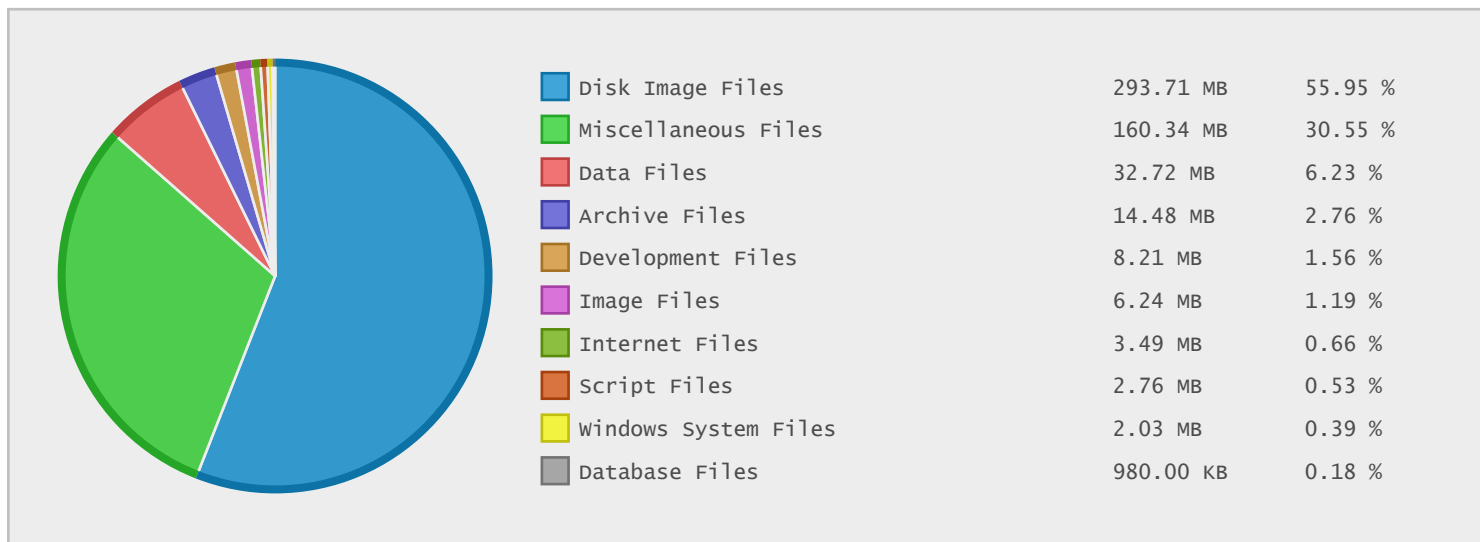 Disk Image Files 293.71 MB 55.95 %
Miscellaneous Files 160.34 MB 30.55 %
Data Files 32.72 MB 6.23 %
Archive Files 14.48 MB 2.76 %
Development Files 8.21 MB 1.56 %
Image Files 6.24 MB 1.19 %
Internet Files 3.49 MB 0.66 %
Script Files 2.76 MB 0.53 %
Windows System Files 2.03 MB 0.39 %
Database Files 980.00 KB 0.18 %